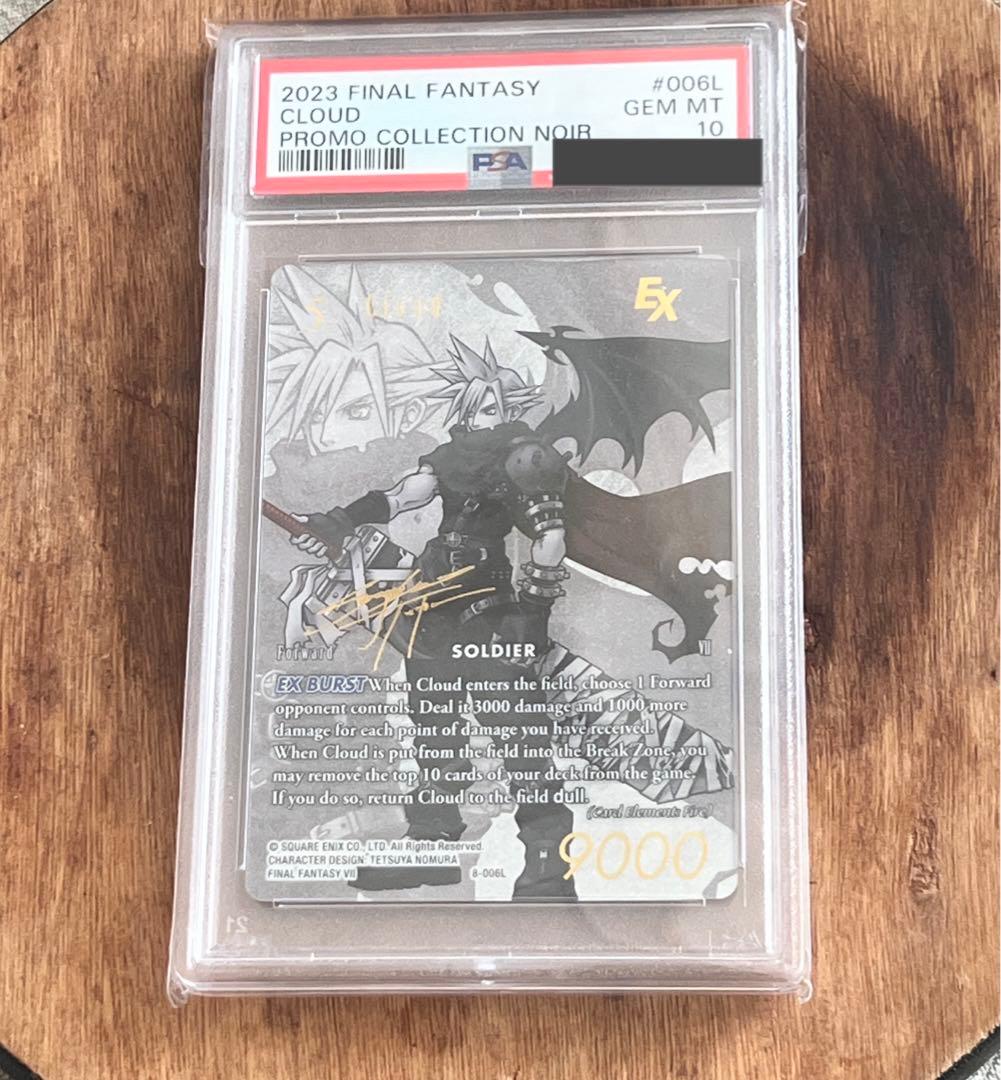 2023 FINAL FANTASY #006L
CLOUD GEM MT
PROMO COLLECTION NOIR 10
PSA
5 Cloud EX
Forward SOLDIER VII
EX BURST When Cloud enters the field, choose 1 Forward
opponent controls. Deal it 3000 damage and 1000 more
damage for each point of damage you have received.
When Cloud is put from the field into the Break Zone, you
may remove the top 10 cards of your deck from the game.
If you do so, return Cloud to the field dull.
(Card Elements Fire)
© SQUARE ENIX CO., LTD. All Rights Reserved.
CHARACTER DESIGN: TETSUYA NOMURA
FINAL FANTASY VII 8-006L 9000
21